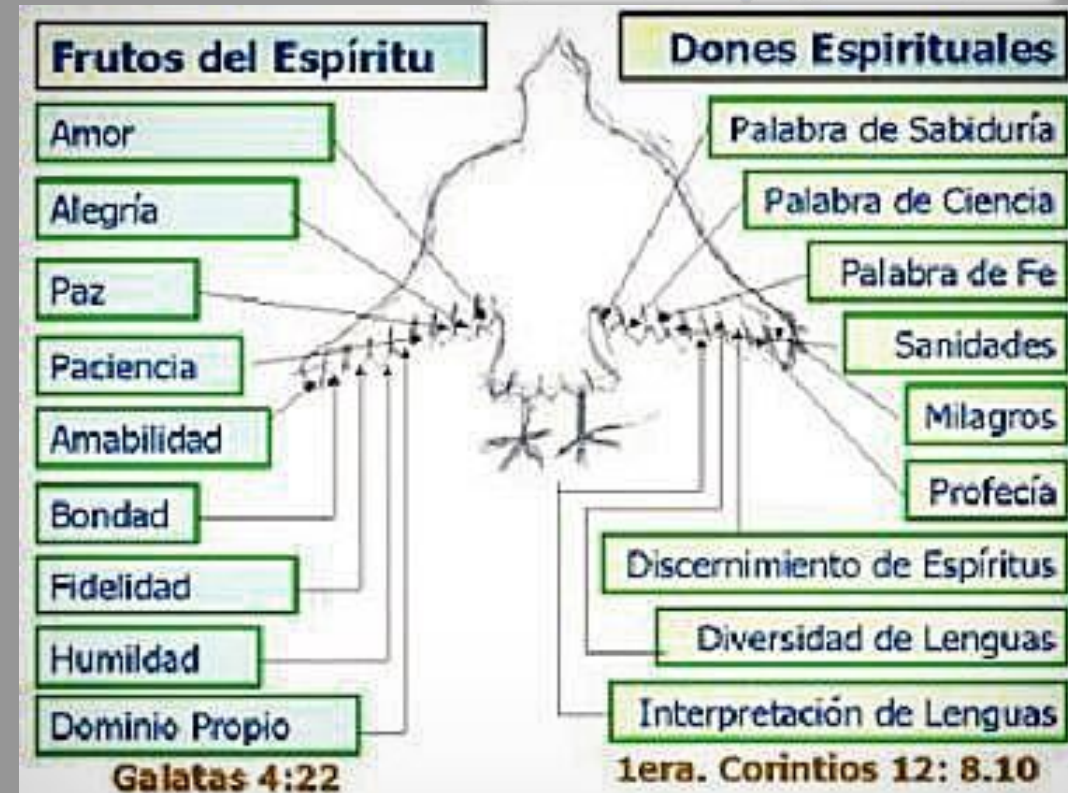 Frutos del Espíritu
Amor
Alegría
Paz
Paciencia
Amabilidad
Bondad
Fidelidad
Humildad
Dominio Propio
Galatas 4:22
Dones Espirituales
Palabra de Sabiduría
Palabra de Ciencia
Palabra de Fe
Sanidades
Milagros
Profecía
Discernimiento de Espíritus
Diversidad de Lenguas
Interpretación de Lenguas
1era. Corintios 12: 8.10